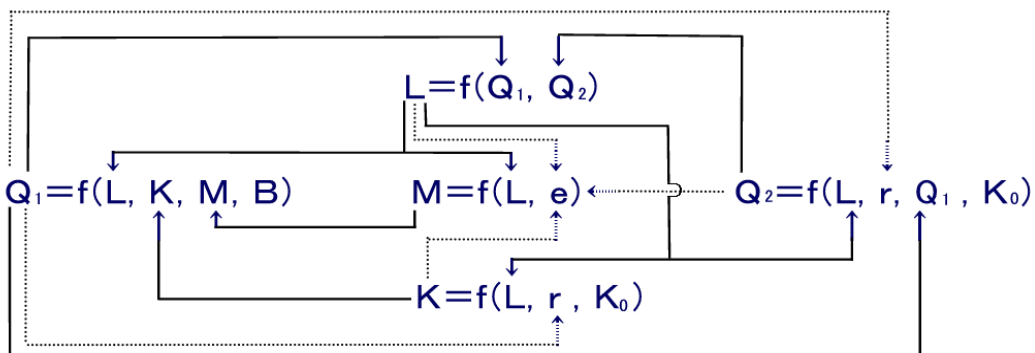 L=f(Q₁, Q₂)
Q₁=f(L, K, M, B)
M=f(L, e)
Q₂=f(L, r, Q₁ , K₀)
K=f(L, r , K₀)